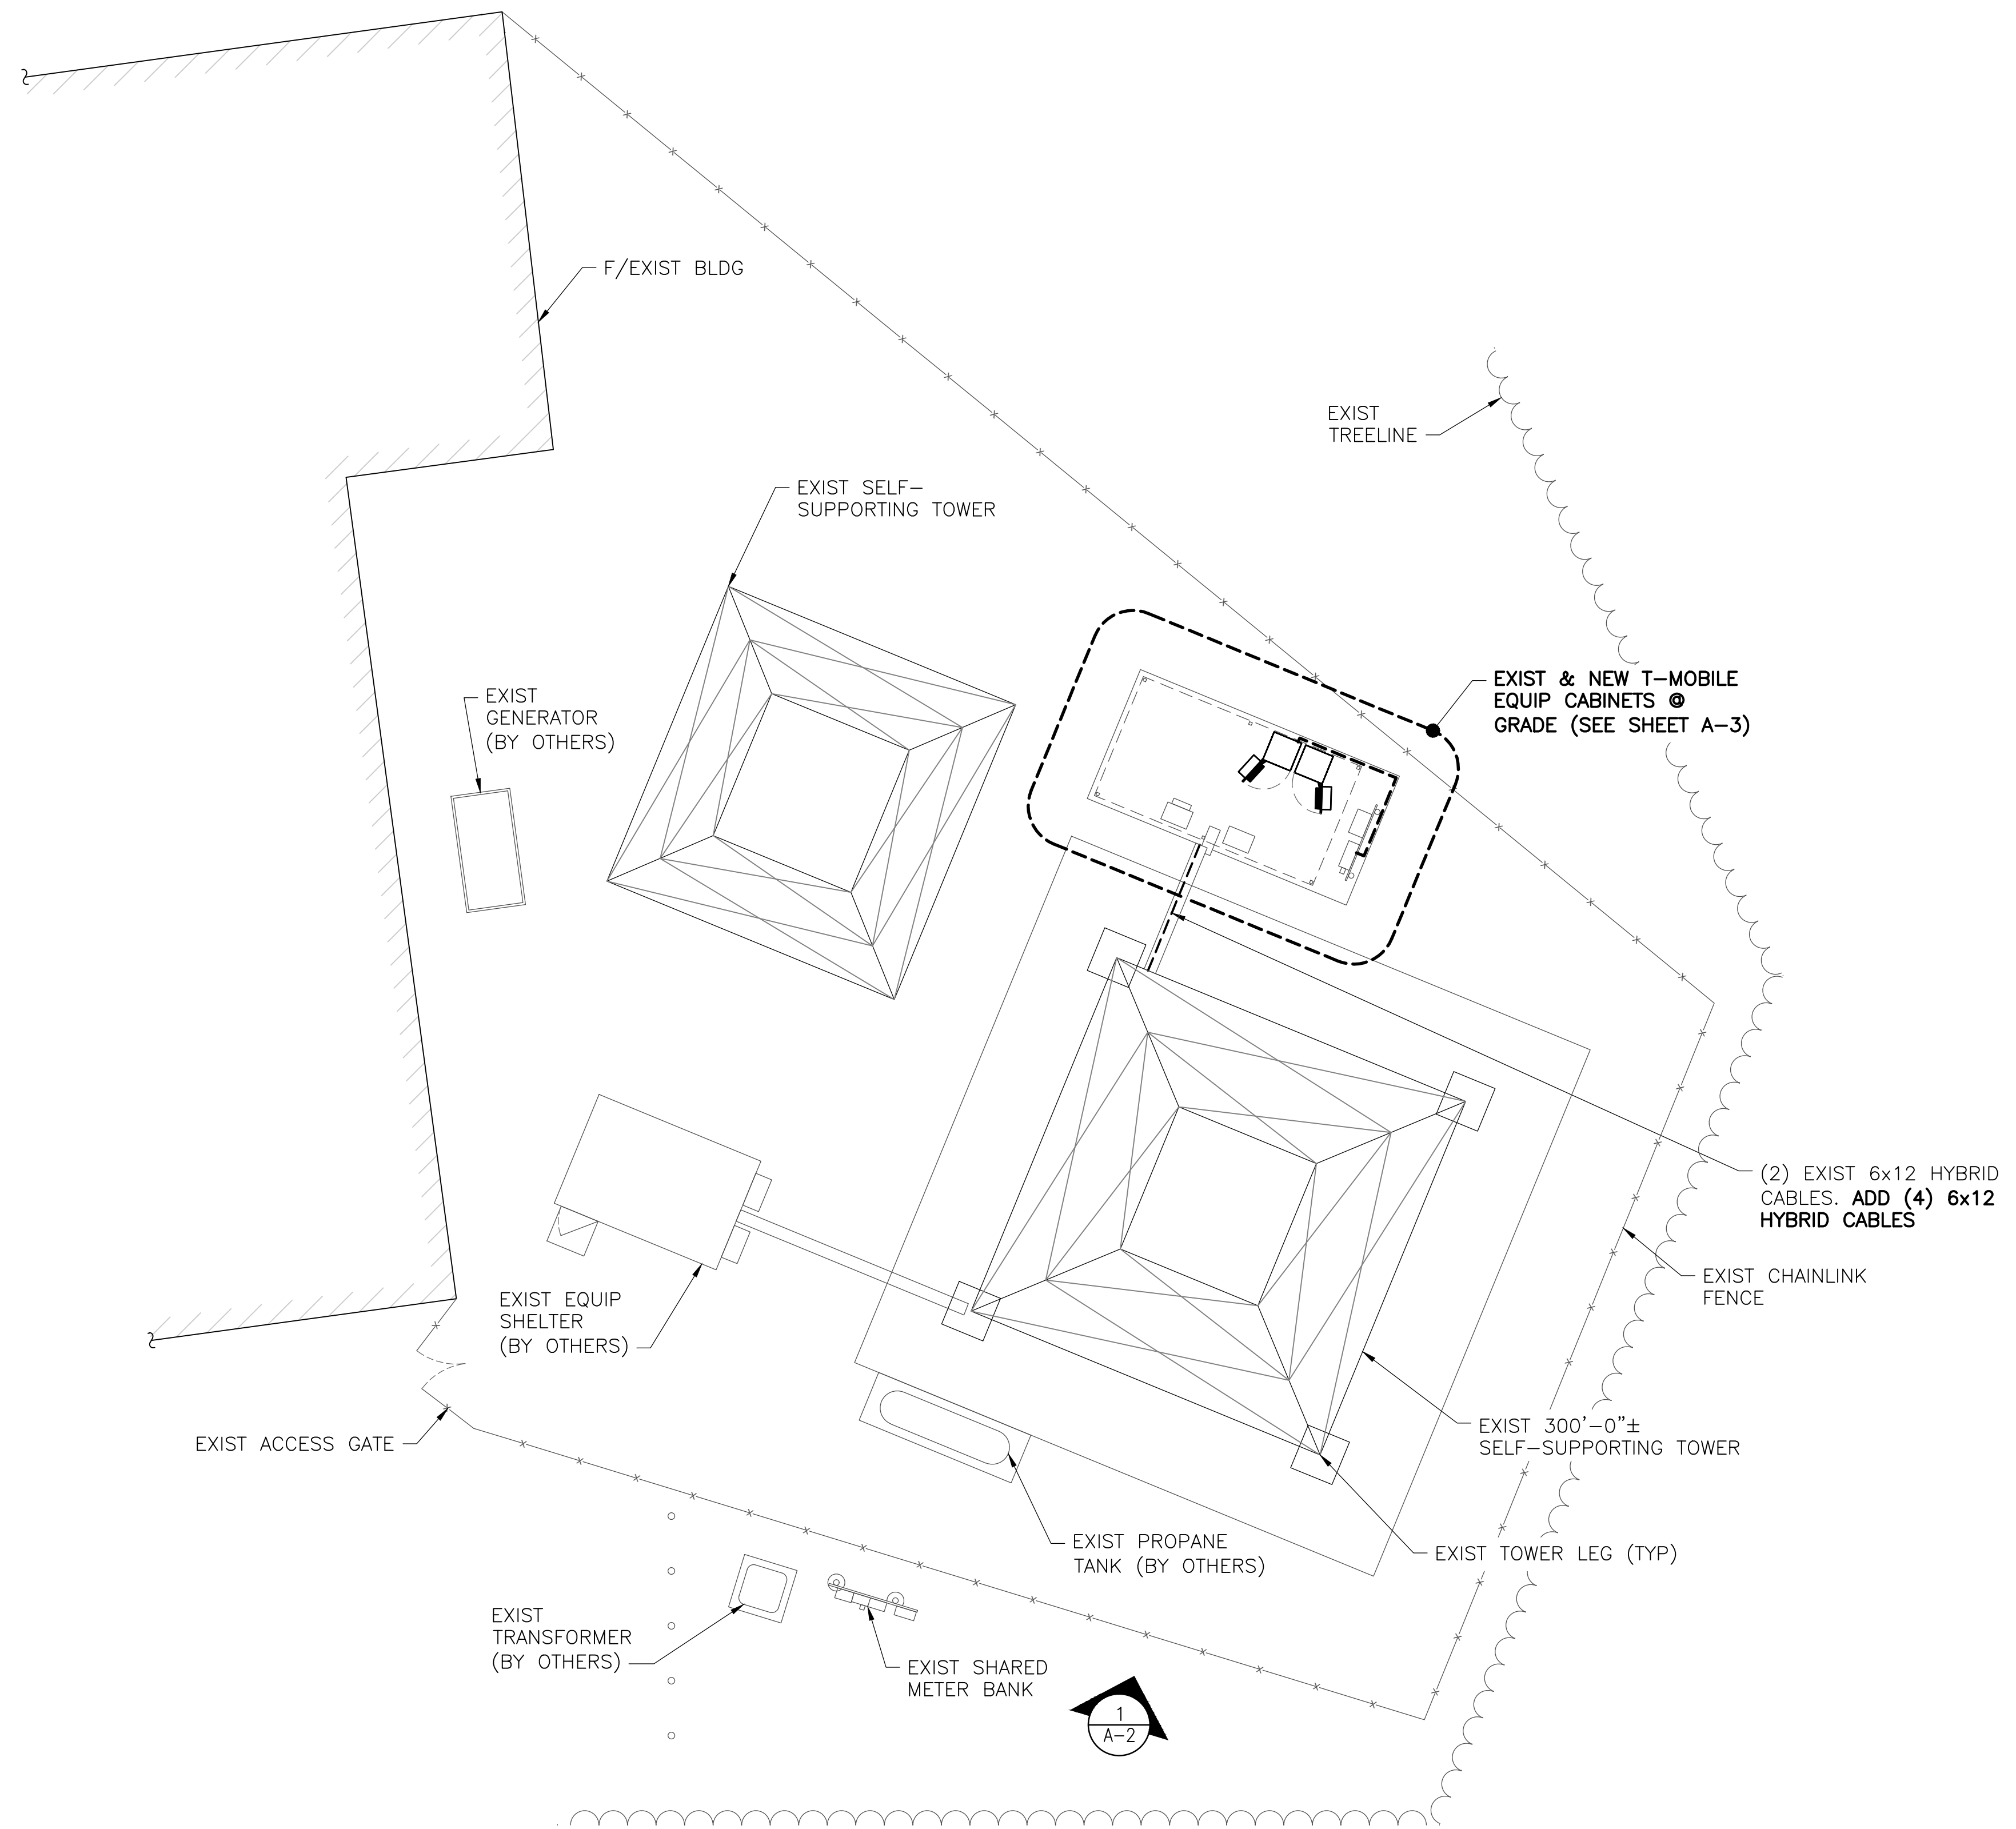 F/EXIST BLDG
EXIST
TREELINE
EXIST SELF-
SUPPORTING TOWER
EXIST & NEW T-MOBILE
EQUIP CABINETS @
GRADE (SEE SHEET A-3)
EXIST
GENERATOR
(BY OTHERS)
(2) EXIST 6x12 HYBRID
CABLES. ADD (4) 6x12
HYBRID CABLES
EXIST CHAINLINK
FENCE
EXIST EQUIP
SHELTER
(BY OTHERS)
EXIST ACCESS GATE
EXIST 300'-0"±
SELF-SUPPORTING TOWER
EXIST PROPANE
TANK (BY OTHERS)
EXIST TOWER LEG (TYP)
EXIST
TRANSFORMER
(BY OTHERS)
EXIST SHARED
METER BANK
1
A-2